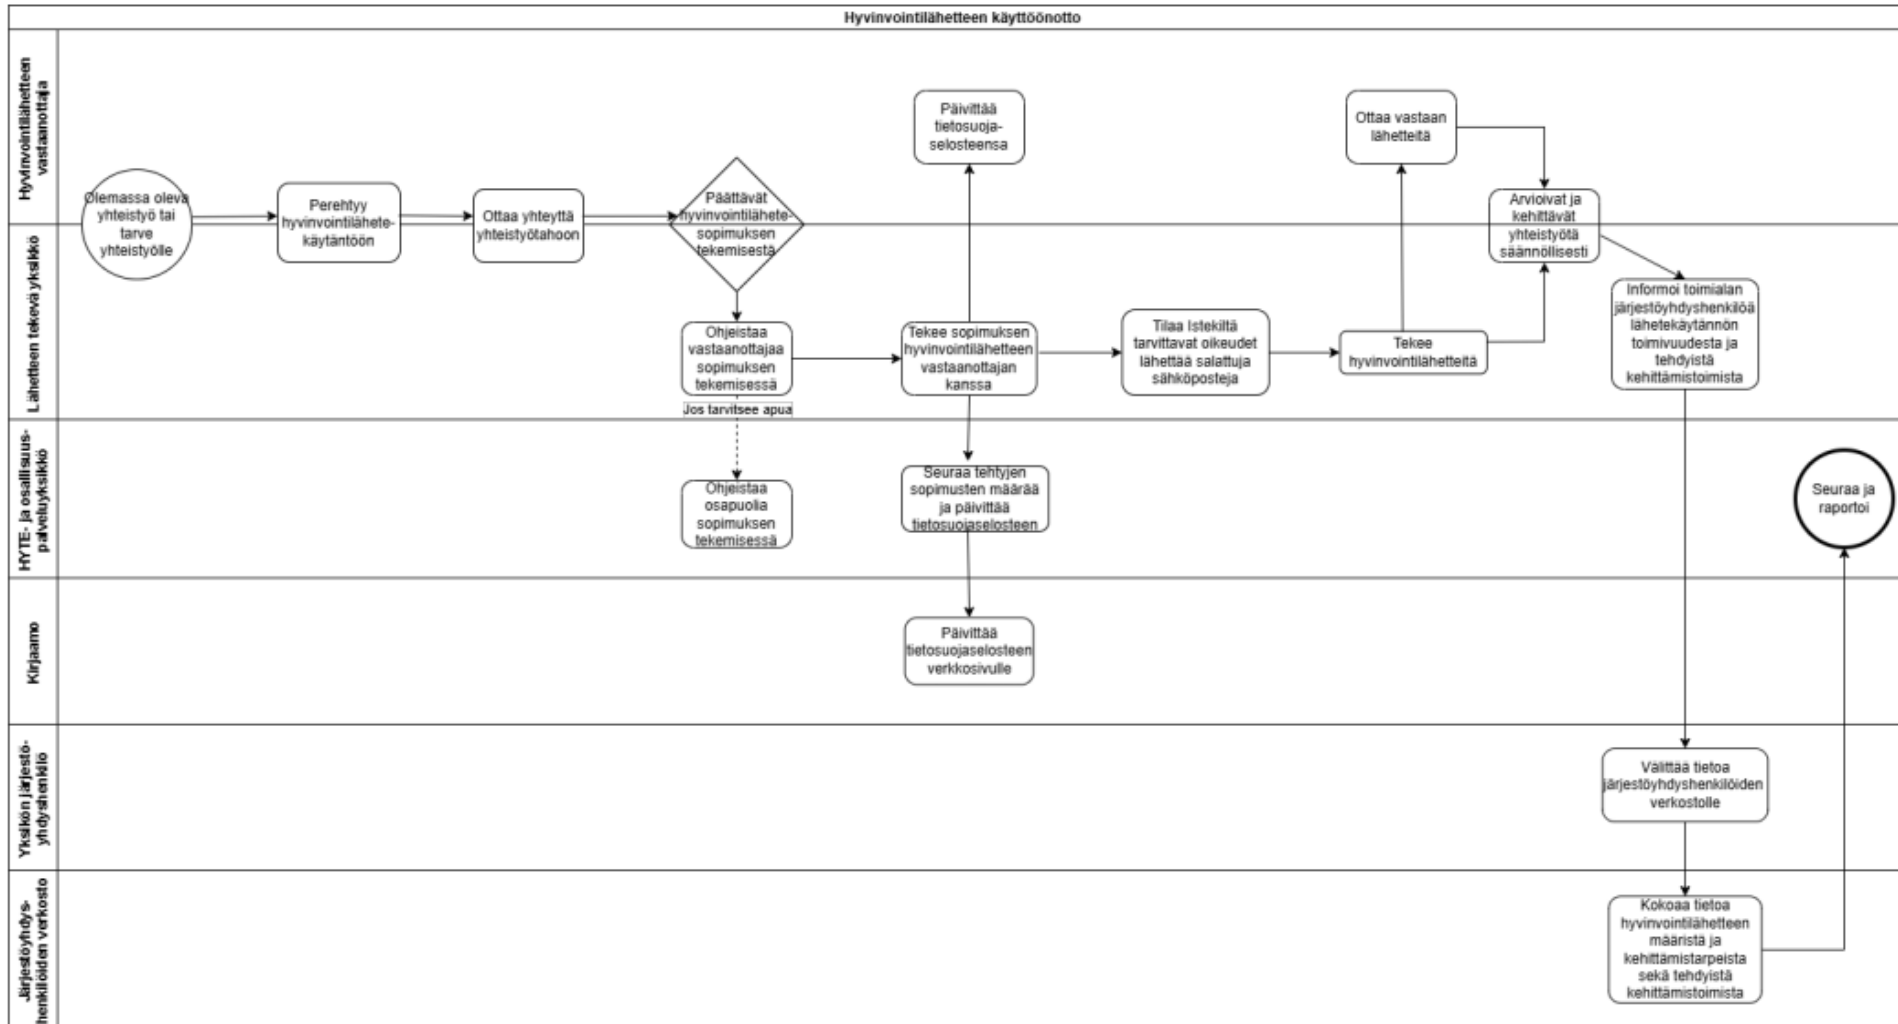 Hyvinvointilähetteen käyttöönotto
Hyvinvointilähetteen
vastaanottaja
Olemassa oleva
yhteistyö tai
tarve
yhteistyölle
Perehtyy
hyvinvointilähete-
käytäntöön
Ottaa yhteyttä
yhteistyötahoon
Päättävät
hyvinvointilähete-
sopimuksen
tekemisestä
Päivittää
tietosuoja-
selosteensa
Ottaa vastaan
lähetteitä
Arvioivat ja
kehittävät
yhteistyötä
säännöllisesti
Lähetteen tekevä yksikkö
Ohjeistaa
vastaanottajaa
sopimuksen
tekemisessä
Jos tarvitsee apua
Tekee sopimuksen
hyvinvointilähetteen
vastaanottajan
kanssa
Tilaa Istekiltä
tarvittavat oikeudet
lähettää salattuja
sähköposteja
Tekee
hyvinvointilähetteitä
Informoi toimialan
järjestöyhdyshenkilöä
lähetekäytännön
toimivuudesta ja
tehdyistä
kehittämistoimista
HYTE- ja osallisuus-
palveluyksikkö
Ohjeistaa
osapuolia
sopimuksen
tekemisessä
Seuraa tehtyjen
sopimusten määrää
ja päivittää
tietosuojaselosteen
Seuraa ja
raportoi
Kirjaamo
Päivittää
tietosuojaselosteen
verkkosivulle
Yksikön järjestö-
yhdyshenkilö
Välittää tietoa
järjestöyhdyshenkilöiden
verkostolle
Järjestöyhdys-
henkilöiden verkosto
Kokoaa tietoa
hyvinvointilähetteen
määristä ja
kehittämistarpeista
sekä tehdyistä
kehittämistoimista